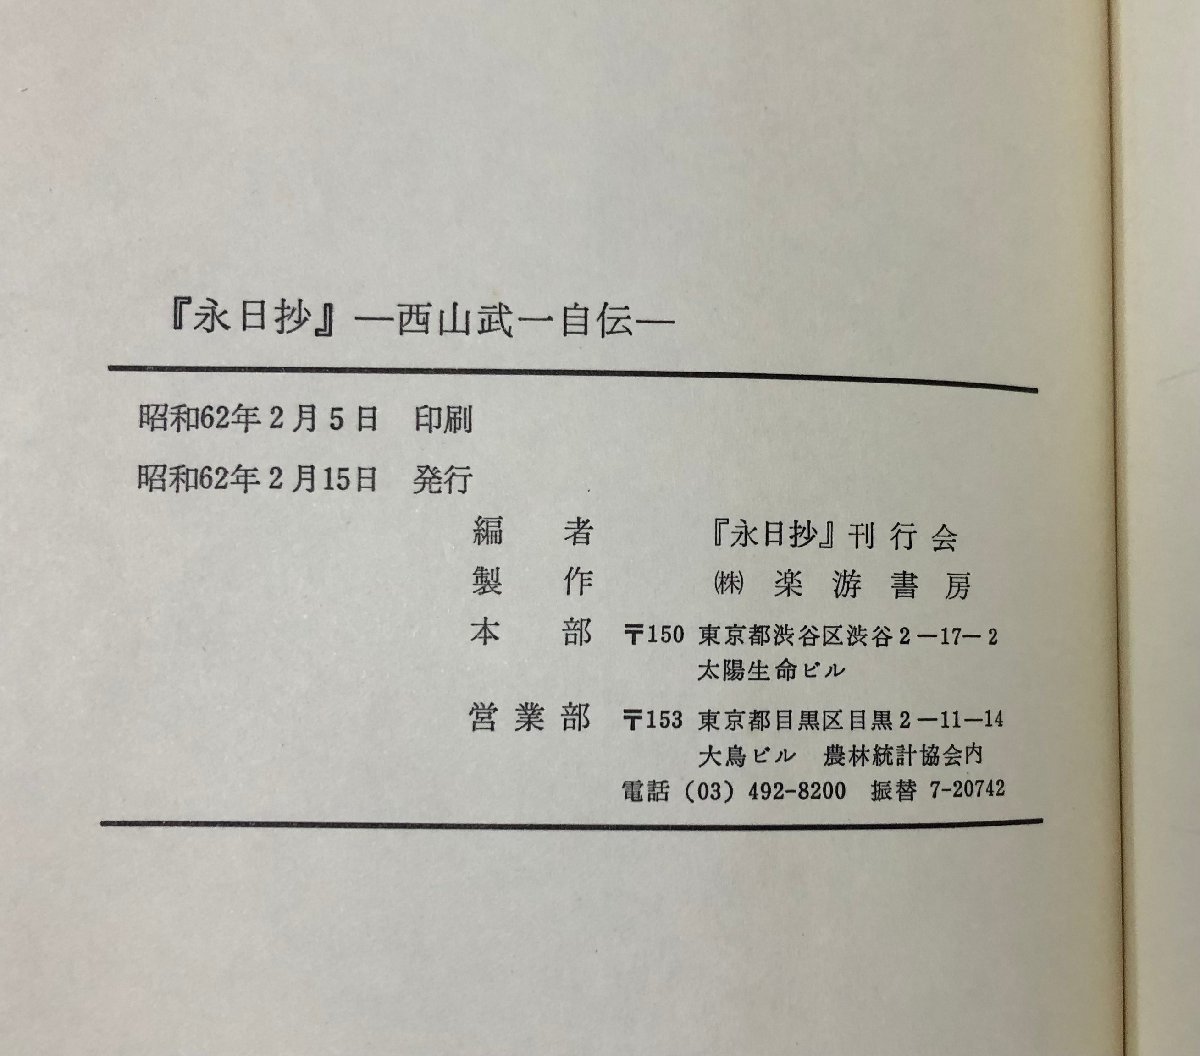 『永日抄』―西山武一自伝―
昭和62年2月5日 印刷
昭和62年2月15日 発行
編者 『永日抄』刊行会
製作 ㈱楽游書房
本部 〒150 東京都渋谷区渋谷2―17―2
太陽生命ビル
営業部 〒153 東京都目黒区目黒2―11―14
大鳥ビル 農林統計協会内
電話 (03) 492-8200 振替 7-20742